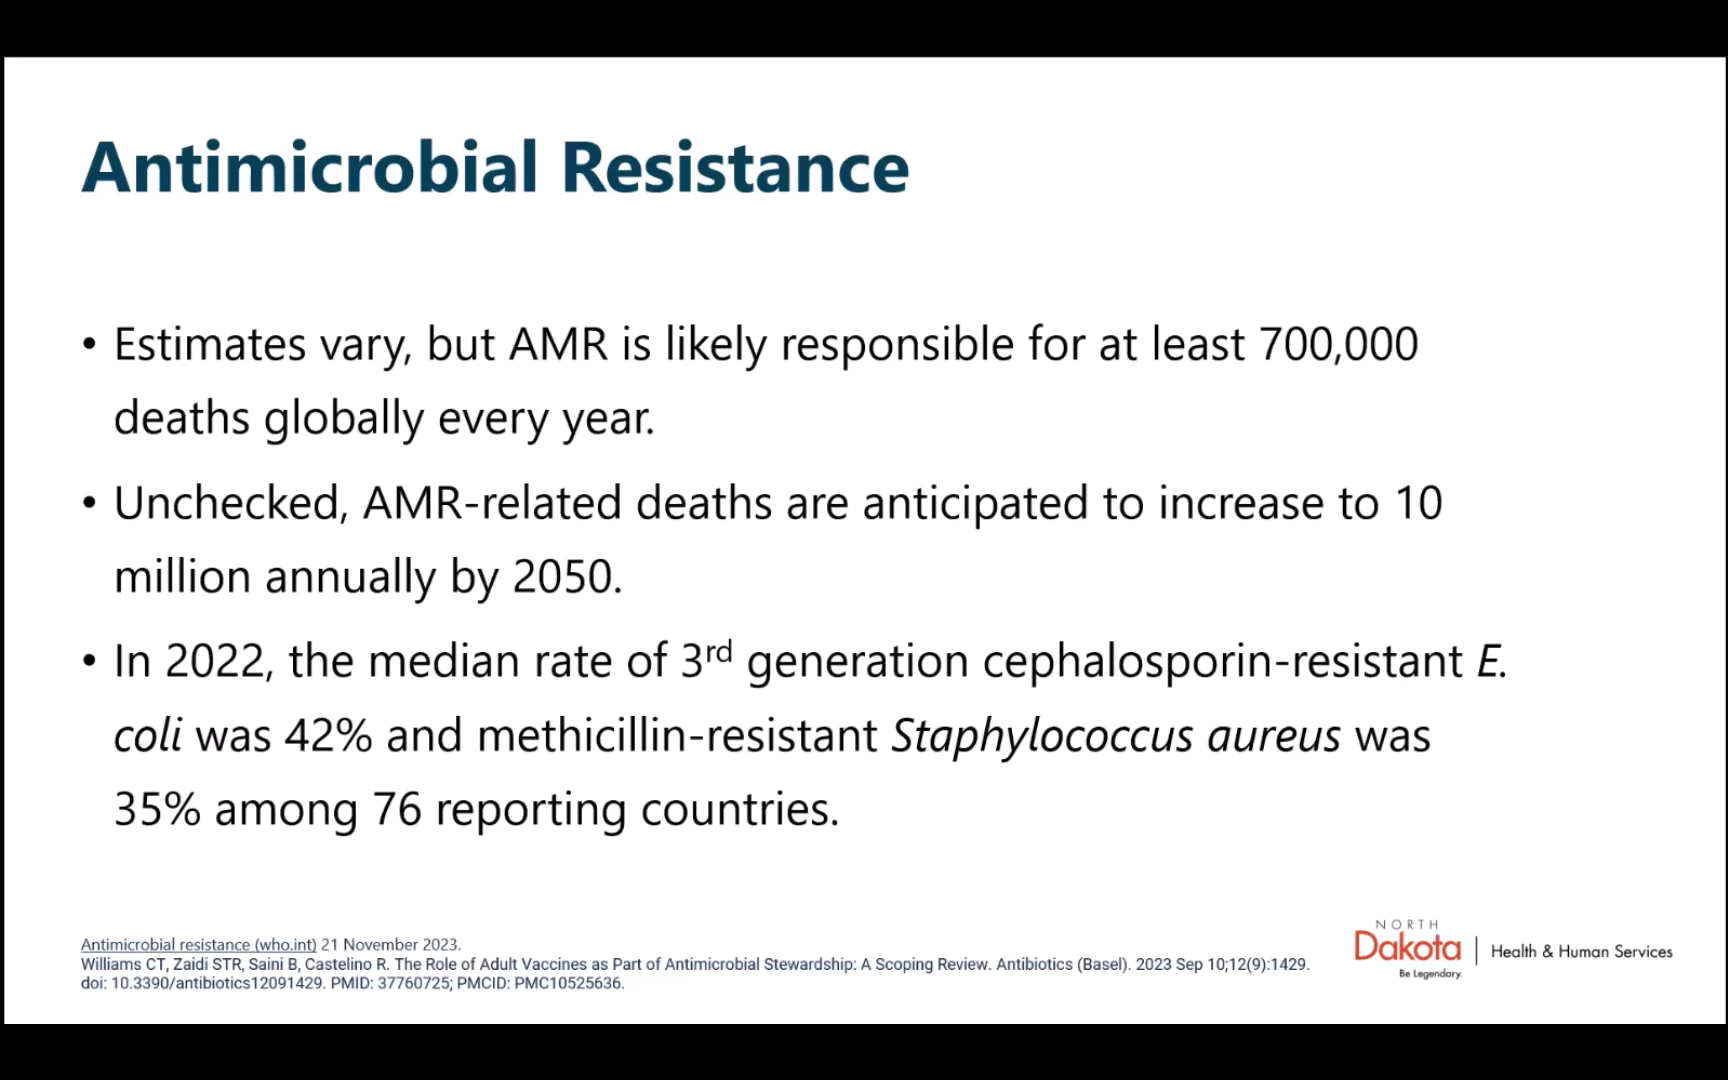 Antimicrobial Resistance
• Estimates vary, but AMR is likely responsible for at least 700,000
deaths globally every year.
• Unchecked, AMR-related deaths are anticipated to increase to 10
million annually by 2050.
• In 2022, the median rate of 3rd generation cephalosporin-resistant E.
coli was 42% and methicillin-resistant Staphylococcus aureus was
35% among 76 reporting countries.
Antimicrobial resistance (who.int) 21 November 2023.
Williams CT, Zaidi STR, Saini B, Castelino R. The Role of Adult Vaccines as Part of Antimicrobial Stewardship: A Scoping Review. Antibiotics (Basel). 2023 Sep 10;12(9):1429.
doi: 10.3390/antibiotics12091429. PMID: 37760725; PMCID: PMC10525636.
NORTH
Dakota | Health & Human Services
Be Legendary.